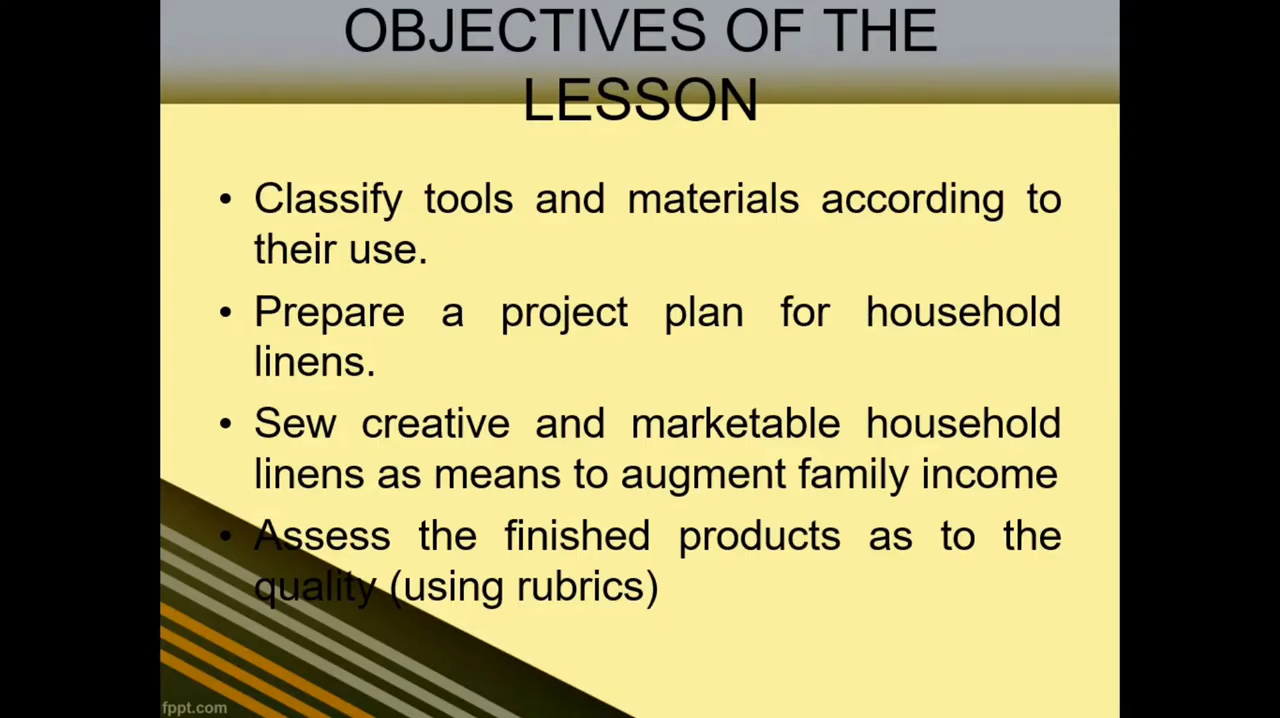 OBJECTIVES OF THE
LESSON
• Classify tools and materials according to
their use.
• Prepare a project plan for household
linens.
• Sew creative and marketable household
linens as means to augment family income
• Assess the finished products as to the
quality (using rubrics)
fppt.com